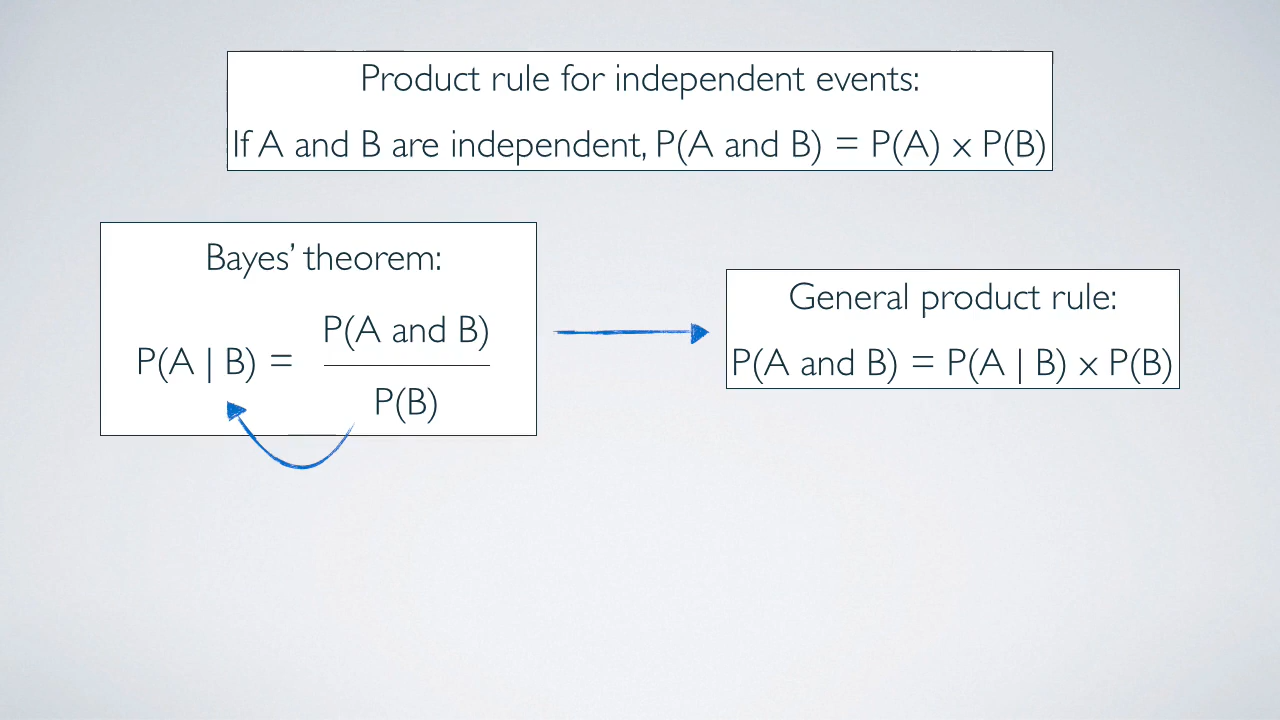 Product rule for independent events:
If A and B are independent, P(A and B) = P(A) x P(B)
Bayes’ theorem:
P(A and B)
P(A | B) =
P(B)
General product rule:
P(A and B) = P(A | B) x P(B)